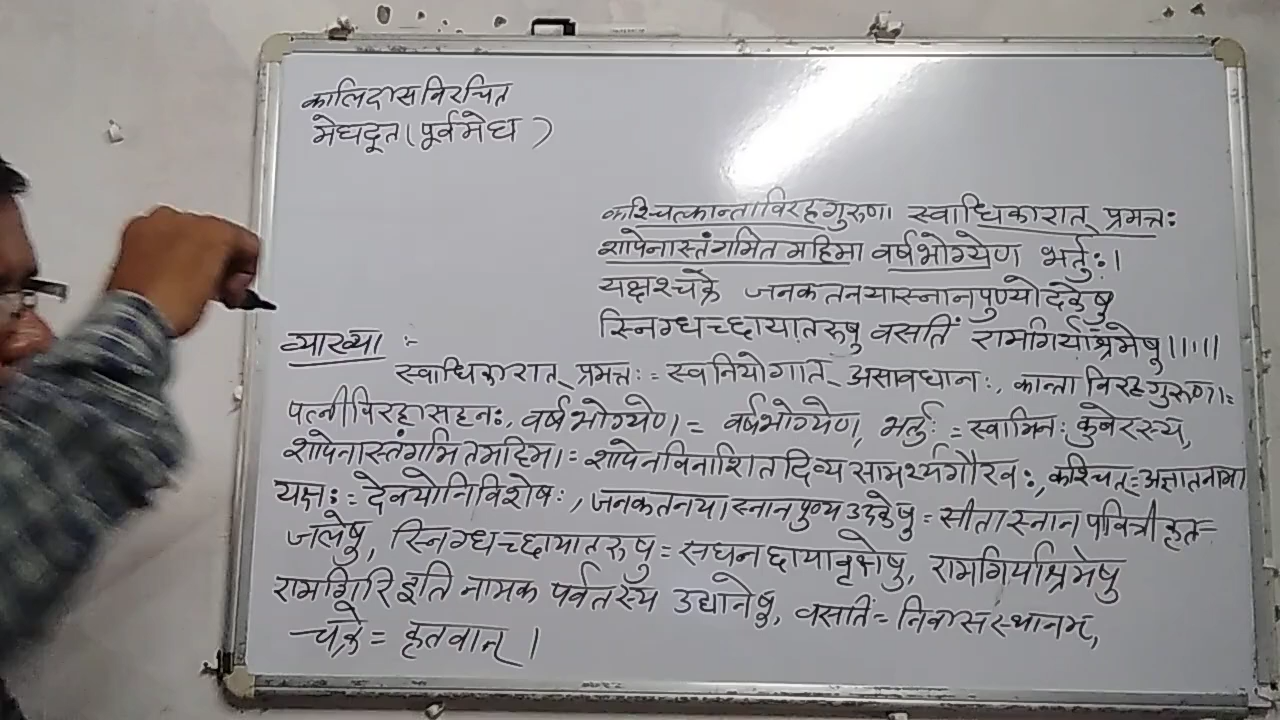 कालिदासविरचित
मेघदूत (पूर्वमेघ)
कश्चित्कान्ताविरहगुरुणा स्वाधिकारात् प्रमत्तः
शापेनास्तंगमितमहिमा वर्षभोग्येण भर्तुः।
यक्षश्चक्रे जनकतनयास्नानपुण्योदकेषु
स्निग्धच्छायातरुषु वसतिं रामगिर्याश्रमेषु।।1।।
व्याख्या :-
स्वाधिकारात् प्रमत्तः = स्वनियोगात् असावधानः, कान्ताविरहगुरुणा =
पत्नीविरहासहनः, वर्षभोग्येण = वर्षभोग्येण, भर्तुः = स्वामिनः कुबेरस्य,
शापेनास्तंगमितमहिमा = शापेनविनाशितदिव्यसामर्थ्यगौरवः, कश्चित् = अज्ञातनामा
यक्षः = देवयोनिविशेषः, जनकतनयास्नानपुण्य उदकेषु = सीतास्नानपवित्रीकृत=
जलेषु, स्निग्धच्छायातरुषु = सघनछायावृक्षेषु, रामगिर्याश्रमेषु
रामगिरि इति नामक पर्वतस्य उद्यानेषु, वसतिं = निवासंस्थानम्,
चक्रे = कृतवान्।